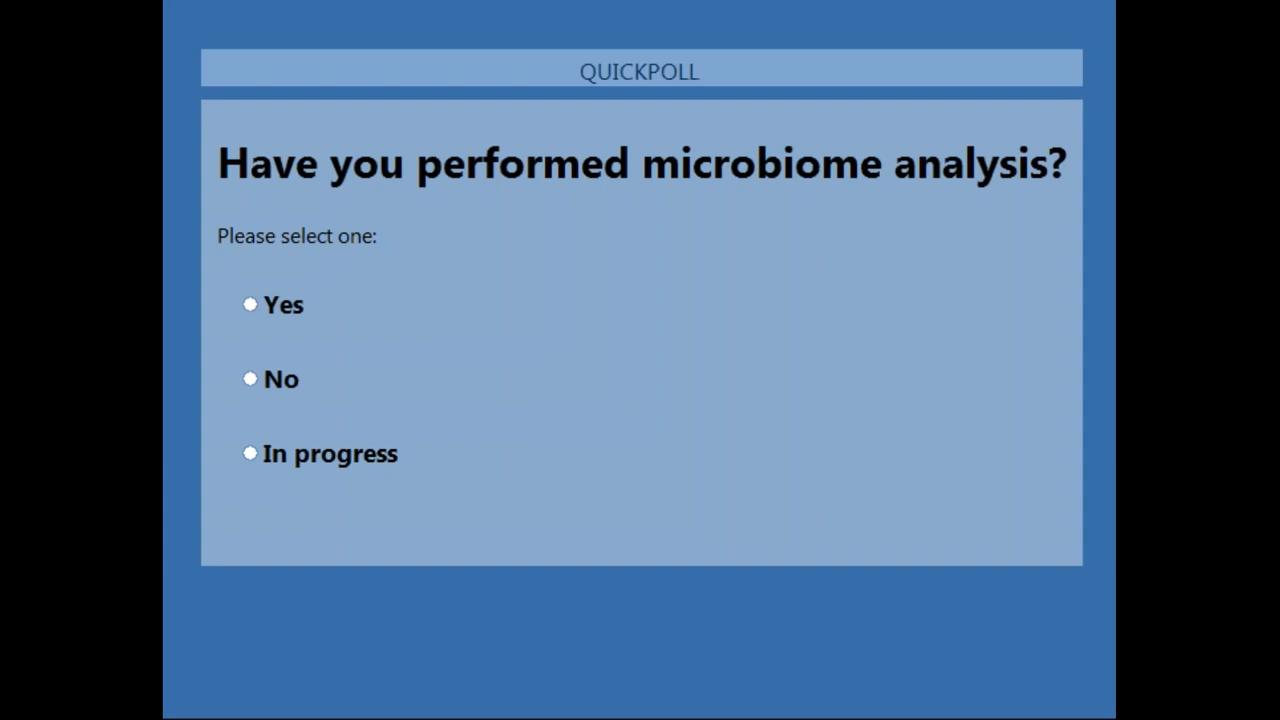 QUICKPOLL
Have you performed microbiome analysis?
Please select one:
Yes
No
In progress